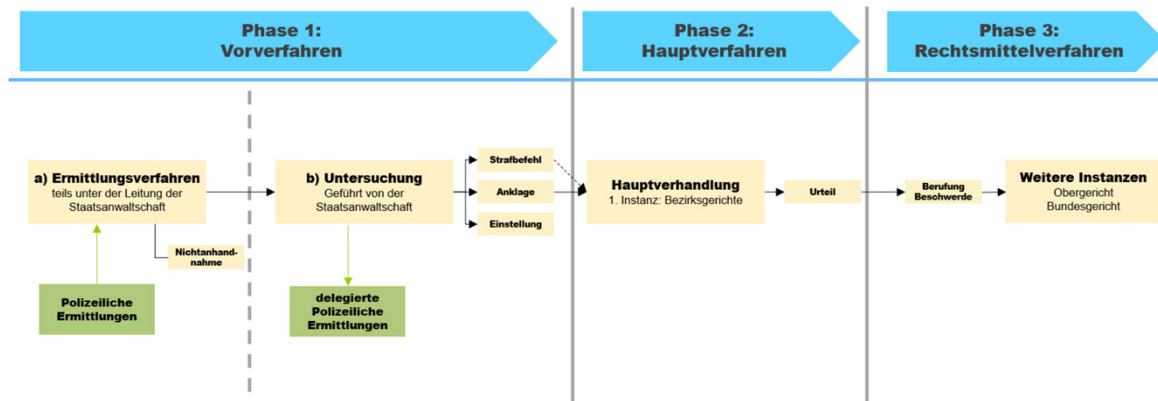 Phase 1:
Vorverfahren
Phase 2:
Hauptverfahren
Phase 3:
Rechtsmittelverfahren
a) Ermittlungsverfahren
teils unter der Leitung der
Staatsanwaltschaft
Nichtanhand-
nahme
Polizeiliche
Ermittlungen
b) Untersuchung
Geführt von der
Staatsanwaltschaft
delegierte
Polizeiliche
Ermittlungen
Strafbefehl
Anklage
Einstellung
Hauptverhandlung
1. Instanz: Bezirksgerichte
Urteil
Berufung
Beschwerde
Weitere Instanzen
Obergericht
Bundesgericht